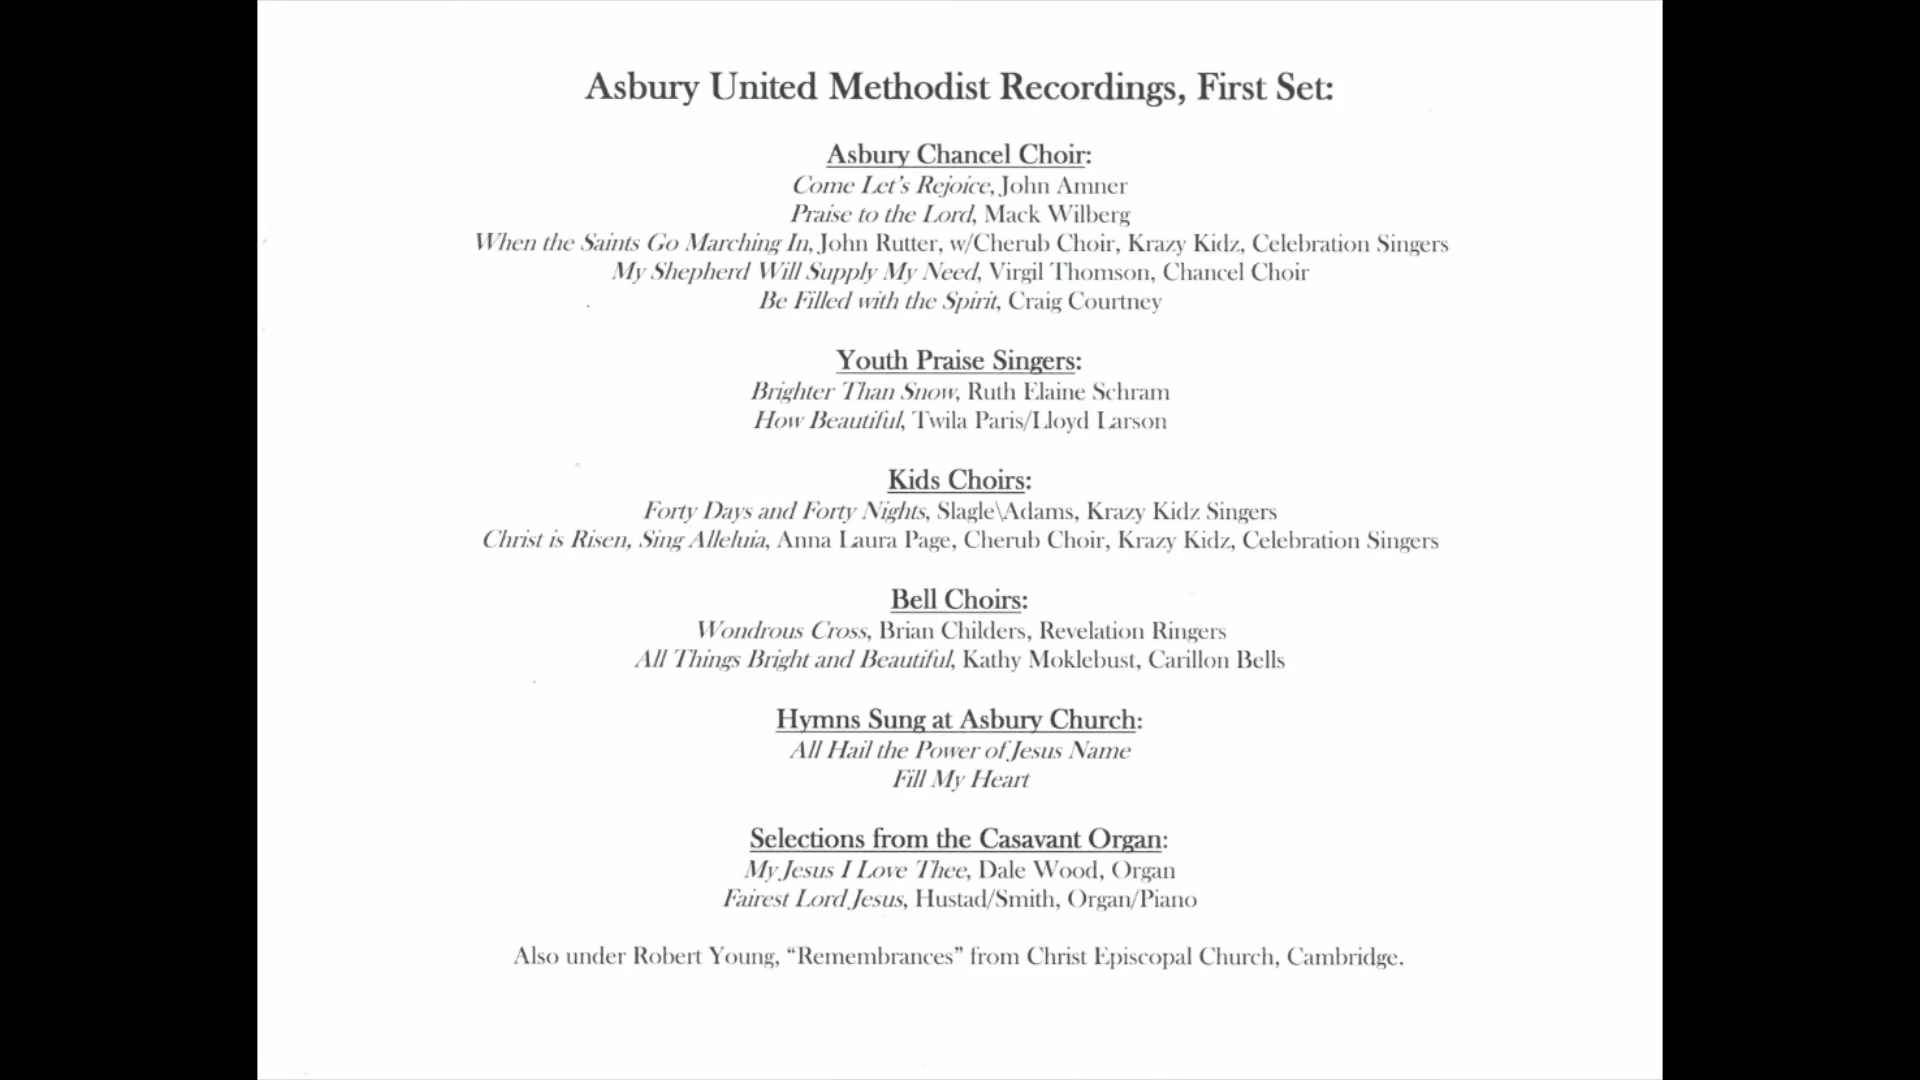 Asbury United Methodist Recordings, First Set:
Asbury Chancel Choir:
Come Let's Rejoice, John Amner
Praise to the Lord, Mack Wilberg
When the Saints Go Marching In, John Rutter, w/Cherub Choir, Krazy Kidz, Celebration Singers
My Shepherd Will Supply My Need, Virgil Thomson, Chancel Choir
Be Filled with the Spirit, Craig Courtney
Youth Praise Singers:
Brighter Than Snow, Ruth Elaine Schram
How Beautiful, Twila Paris/Lloyd Larson
Kids Choirs:
Forty Days and Forty Nights, Slagle\Adams, Krazy Kidz Singers
Christ is Risen, Sing Alleluia, Anna Laura Page, Cherub Choir, Krazy Kidz, Celebration Singers
Bell Choirs:
Wondrous Cross, Brian Childers, Revelation Ringers
All Things Bright and Beautiful, Kathy Moklebust, Carillon Bells
Hymns Sung at Asbury Church:
All Hail the Power of Jesus Name
Fill My Heart
Selections from the Casavant Organ:
My Jesus I Love Thee, Dale Wood, Organ
Fairest Lord Jesus, Hustad/Smith, Organ/Piano
Also under Robert Young, “Remembrances” from Christ Episcopal Church, Cambridge.